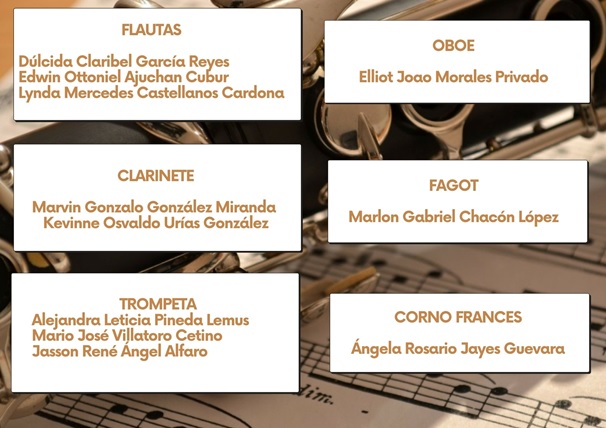 FLAUTAS
Dúlcida Claribel García Reyes
Edwin Ottoniel Ajuchan Cubur
Lynda Mercedes Castellanos Cardona
OBOE
Elliot Joao Morales Privado
CLARINETE
Marvin Gonzalo González Miranda
Kevinne Osvaldo Urías González
FAGOT
Marlon Gabriel Chacón López
TROMPETA
Alejandra Leticia Pineda Lemus
Mario José Villatoro Cetino
Jasson René Ángel Alfaro
CORNO FRANCES
Ángela Rosario Jayes Guevara
dim.